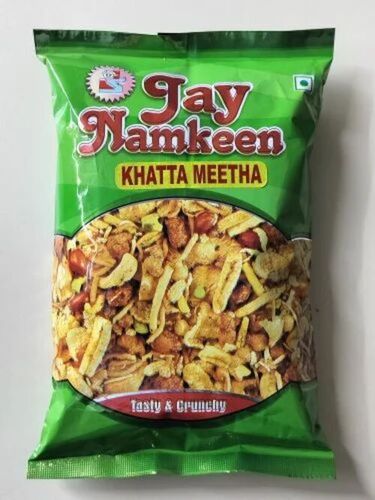 Jay
Namkeen
KHATTA MEETHA
Tasty & Crunchy